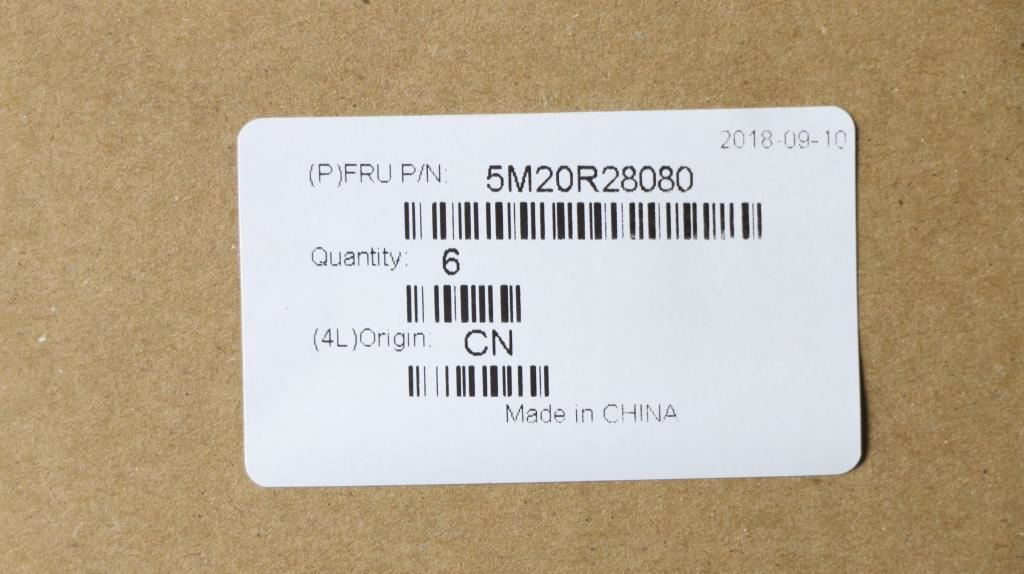 2018-09-10
(P)FRU P/N: 5M20R28080
Quantity: 6
(4L)Origin: CN
Made in CHINA